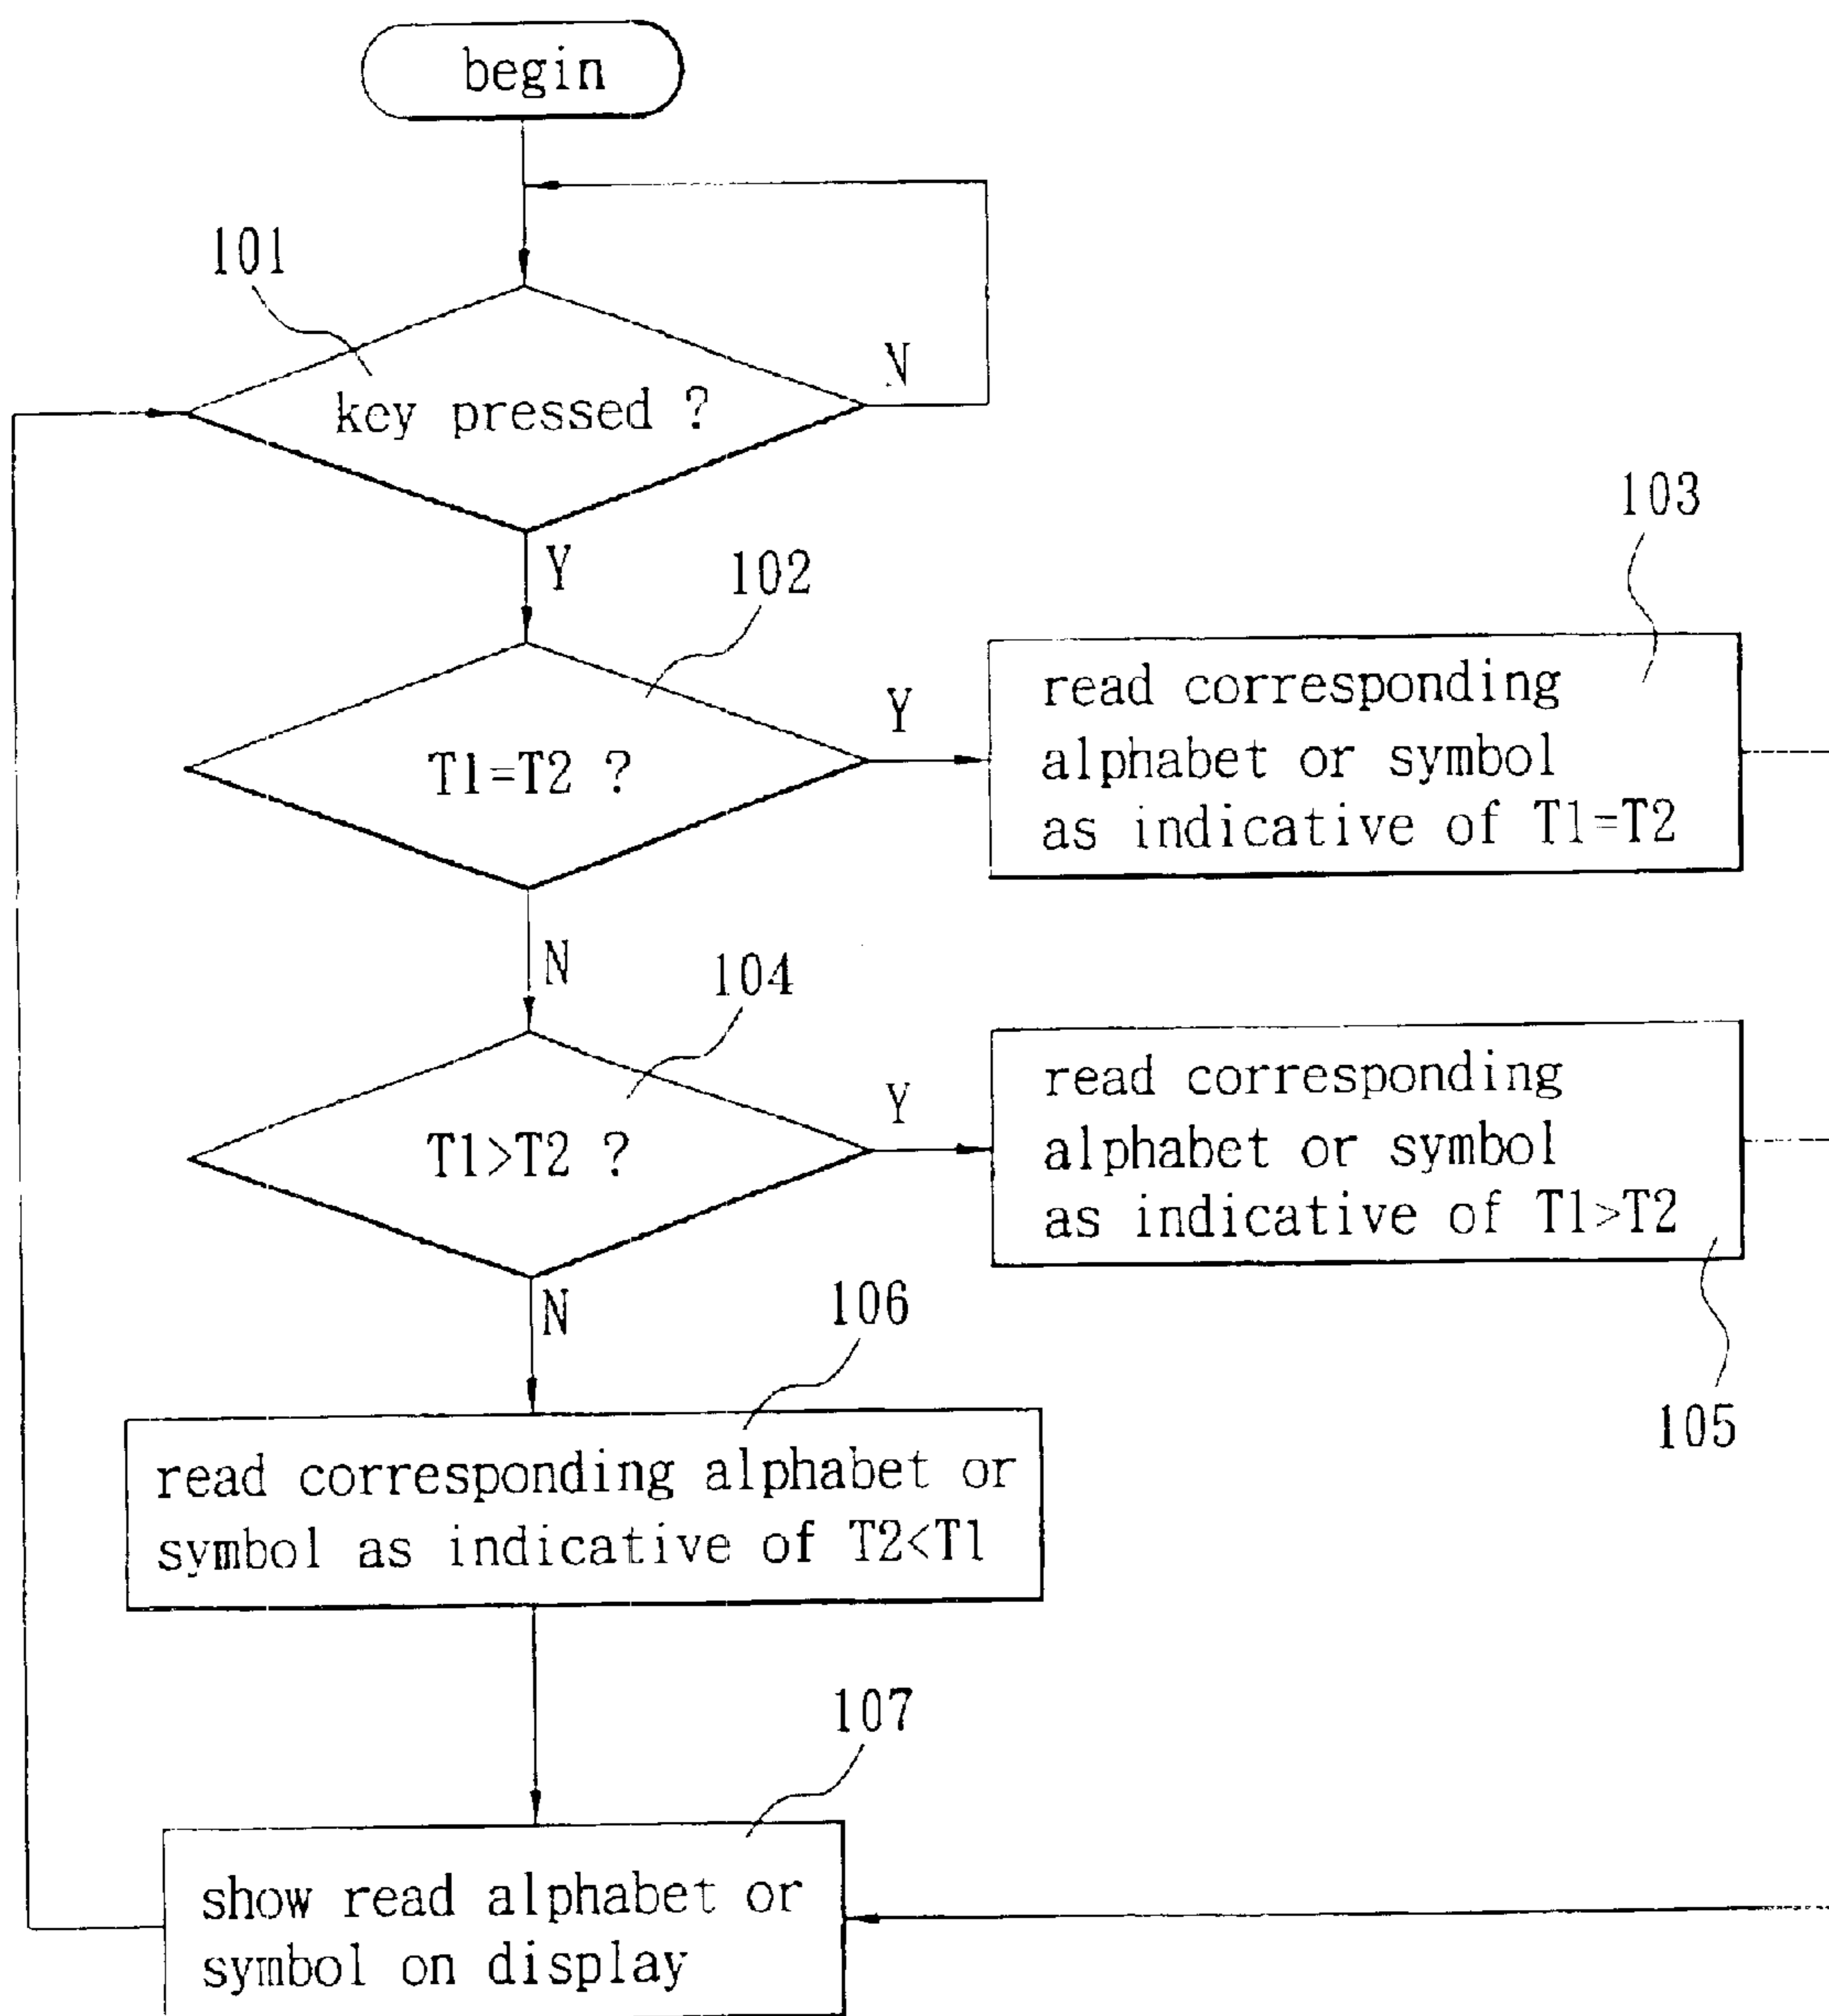 begin
101
key pressed ?
N
Y
102
103
T1=T2 ?
Y
read corresponding
alphabet or symbol
as indicative of T1=T2
N
104
T1>T2 ?
Y
read corresponding
alphabet or symbol
as indicative of T1>T2
105
N
106
read corresponding alphabet or
symbol as indicative of T2<T1
107
show read alphabet or
symbol on display